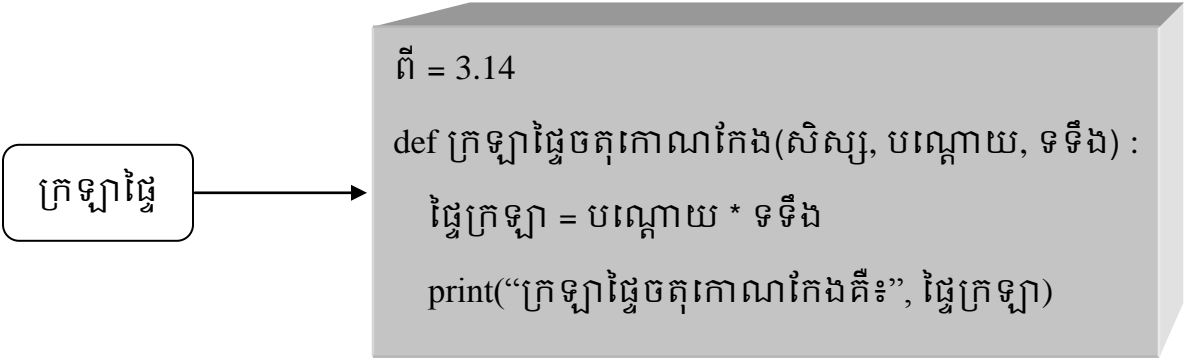 ក្រឡាផ្ទៃ
ពី = 3.14
def ក្រឡាផ្ទៃចតុកោណកែង(សិស្ស, បណ្តោយ, ទទឹង) :
ផ្ទៃក្រឡា = បណ្តោយ * ទទឹង
print(“ក្រឡាផ្ទៃចតុកោណកែងគឺ៖”, ផ្ទៃក្រឡា)